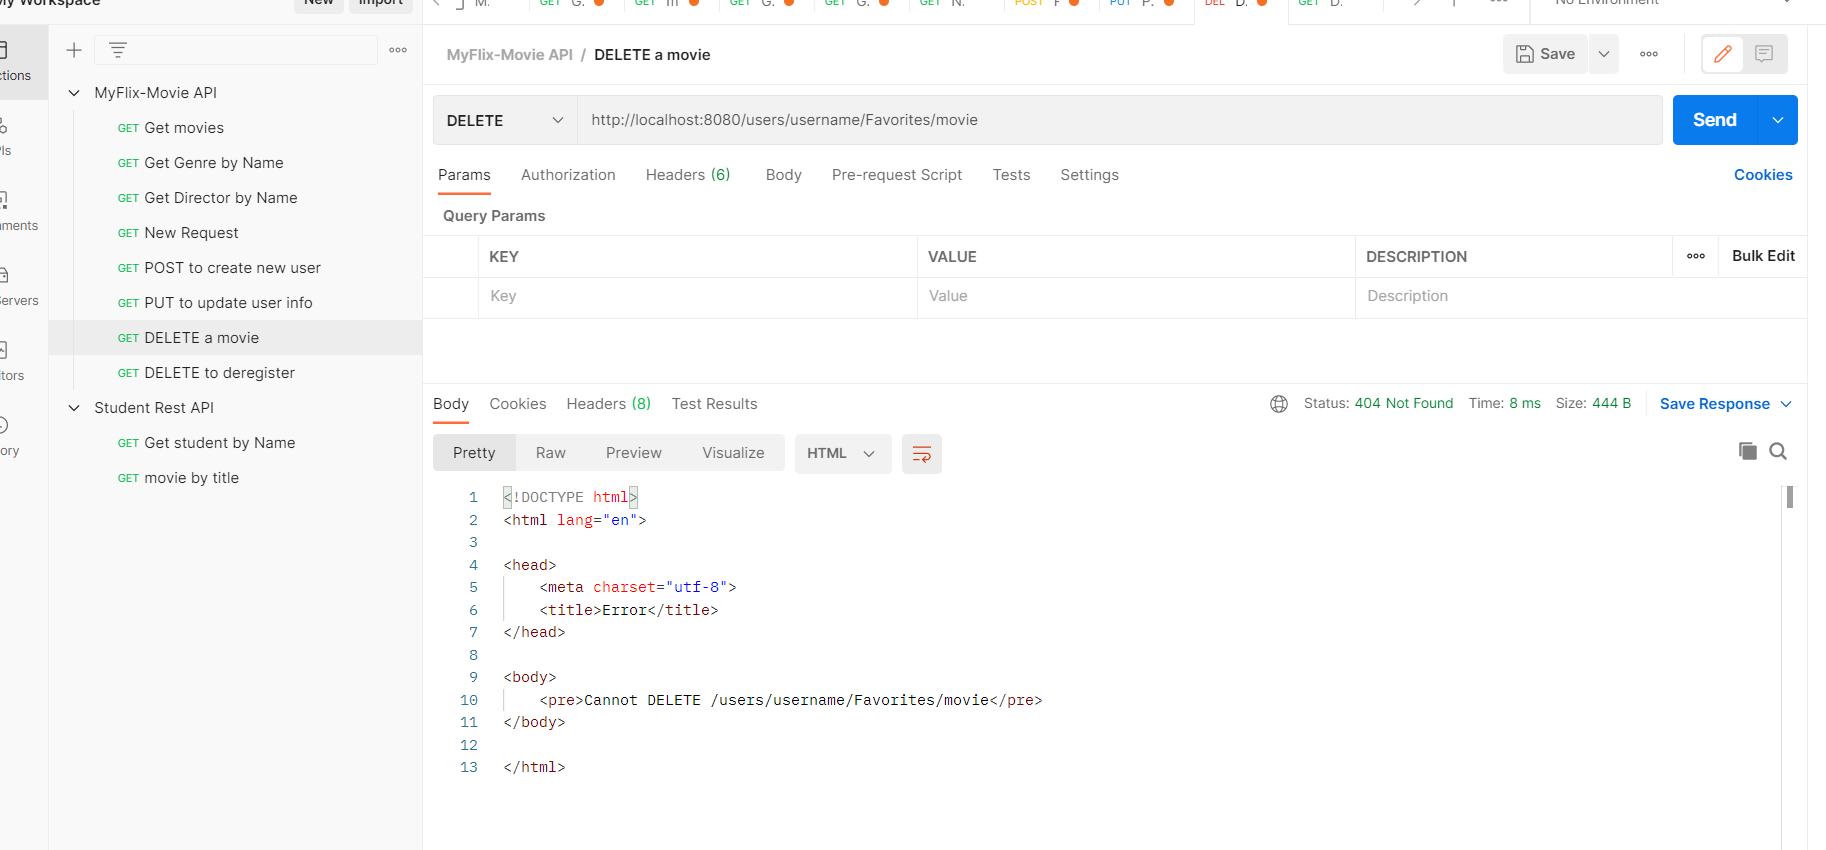 Workspace
New
Import
GET
GET
GET
GET
GET
POST
PUT
DEL
GET
No Environment
ctions
MyFlix-Movie API
GET Get movies
GET Get Genre by Name
GET Get Director by Name
GET New Request
GET POST to create new user
GET PUT to update user info
GET DELETE a movie
GET DELETE to deregister
Student Rest API
GET Get student by Name
GET movie by title
ments
ervers
itors
ory
MyFlix-Movie API / DELETE a movie
Save
DELETE
http://localhost:8080/users/username/Favorites/movie
Send
Params Authorization Headers (6) Body Pre-request Script Tests Settings
Cookies
Query Params
KEY VALUE DESCRIPTION Bulk Edit
Key Value Description
Body Cookies Headers (8) Test Results
Status: 404 Not Found Time: 8 ms Size: 444 B Save Response
Pretty Raw Preview Visualize HTML
1 <!DOCTYPE html>
2 <html lang="en">
3
4 <head>
5 <meta charset="utf-8">
6 <title>Error</title>
7 </head>
8
9 <body>
10 <pre>Cannot DELETE /users/username/Favorites/movie</pre>
11 </body>
12
13 </html>